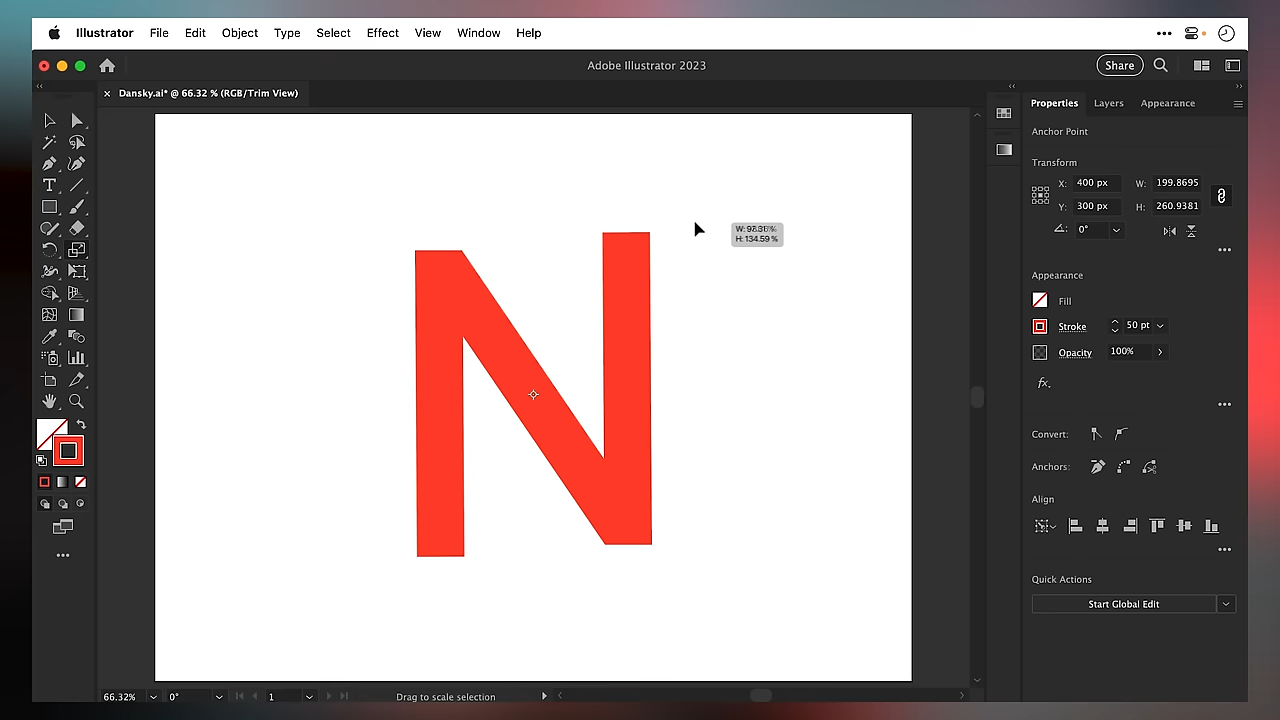 Illustrator File Edit Object Type Select Effect View Window Help
Adobe Illustrator 2023
Share
× Dansky.ai* @ 66.32 % (RGB/Trim View)
N
H: 134.59 %
66.32% 0° 1 Drag to scale selection
Properties Layers Appearance
Anchor Point
Transform
X: 400 px W: 199.8695
Y: 300 px H: 260.9381
0°
Appearance
Fill
Stroke 50 pt
Opacity 100%
fx.
Convert:
Anchors:
Align
Quick Actions
Start Global Edit